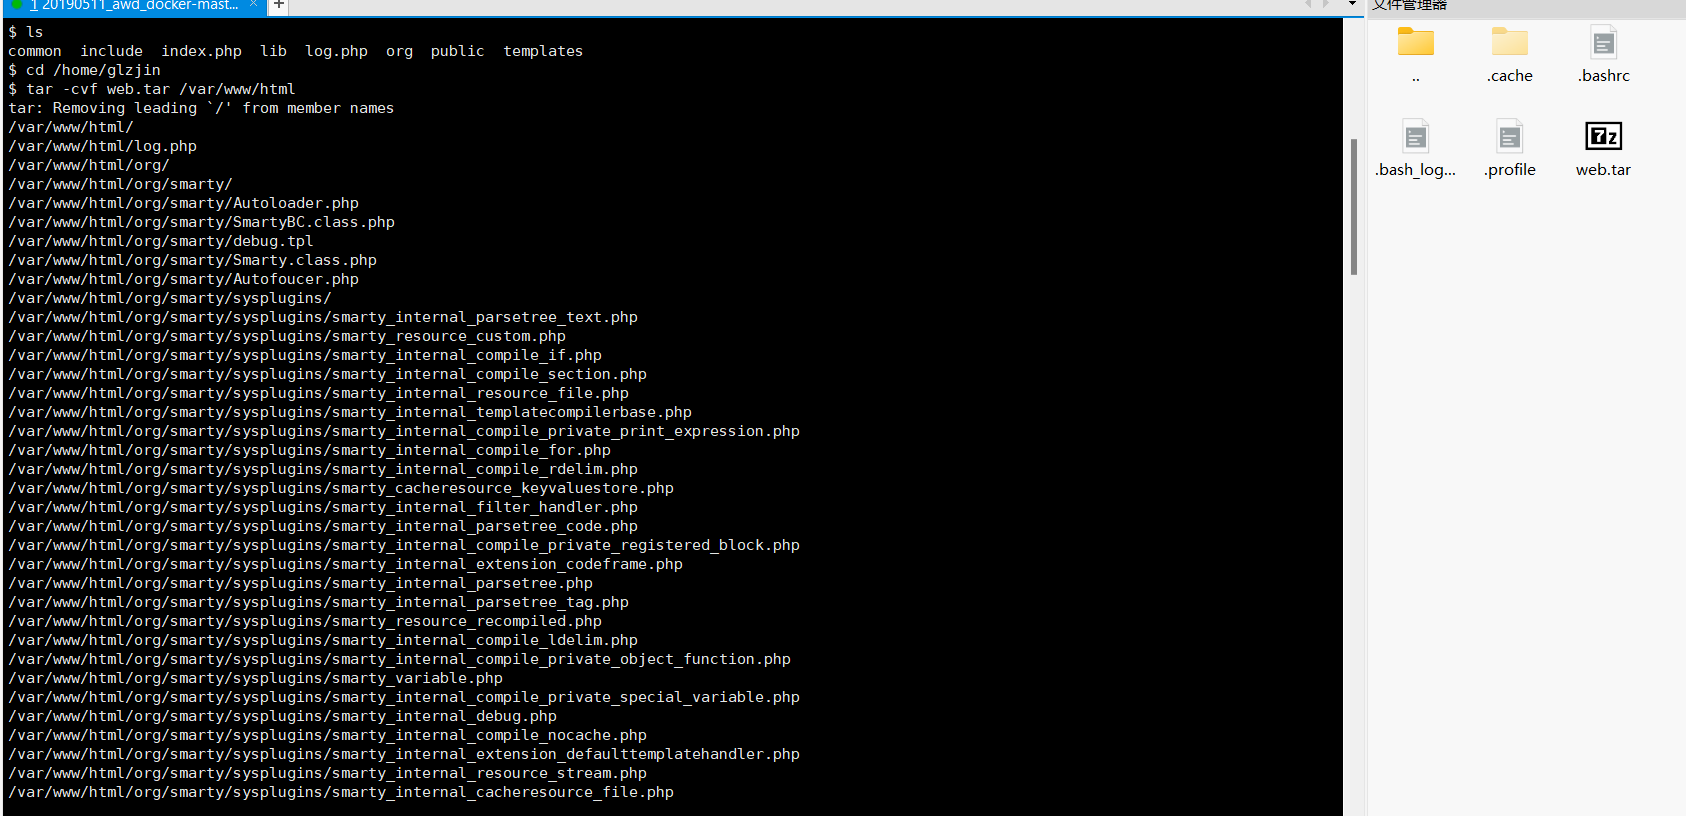 1 20190511_awd_docker-mast... × +
文件管理器
$ ls
common include index.php lib log.php org public templates
$ cd /home/glzjin
$ tar -cvf web.tar /var/www/html
tar: Removing leading `/' from member names
/var/www/html/
/var/www/html/log.php
/var/www/html/org/
/var/www/html/org/smarty/
/var/www/html/org/smarty/Autoloader.php
/var/www/html/org/smarty/SmartyBC.class.php
/var/www/html/org/smarty/debug.tpl
/var/www/html/org/smarty/Smarty.class.php
/var/www/html/org/smarty/Autofoucer.php
/var/www/html/org/smarty/sysplugins/
/var/www/html/org/smarty/sysplugins/smarty_internal_parsetree_text.php
/var/www/html/org/smarty/sysplugins/smarty_resource_custom.php
/var/www/html/org/smarty/sysplugins/smarty_internal_compile_if.php
/var/www/html/org/smarty/sysplugins/smarty_internal_compile_section.php
/var/www/html/org/smarty/sysplugins/smarty_internal_resource_file.php
/var/www/html/org/smarty/sysplugins/smarty_internal_templatecompilerbase.php
/var/www/html/org/smarty/sysplugins/smarty_internal_compile_private_print_expression.php
/var/www/html/org/smarty/sysplugins/smarty_internal_compile_for.php
/var/www/html/org/smarty/sysplugins/smarty_internal_compile_rdelim.php
/var/www/html/org/smarty/sysplugins/smarty_cacheresource_keyvaluestore.php
/var/www/html/org/smarty/sysplugins/smarty_internal_filter_handler.php
/var/www/html/org/smarty/sysplugins/smarty_internal_parsetree_code.php
/var/www/html/org/smarty/sysplugins/smarty_internal_compile_private_registered_block.php
/var/www/html/org/smarty/sysplugins/smarty_internal_extension_codeframe.php
/var/www/html/org/smarty/sysplugins/smarty_internal_parsetree.php
/var/www/html/org/smarty/sysplugins/smarty_internal_parsetree_tag.php
/var/www/html/org/smarty/sysplugins/smarty_resource_recompiled.php
/var/www/html/org/smarty/sysplugins/smarty_internal_compile_ldelim.php
/var/www/html/org/smarty/sysplugins/smarty_internal_compile_private_object_function.php
/var/www/html/org/smarty/sysplugins/smarty_variable.php
/var/www/html/org/smarty/sysplugins/smarty_internal_compile_private_special_variable.php
/var/www/html/org/smarty/sysplugins/smarty_internal_debug.php
/var/www/html/org/smarty/sysplugins/smarty_internal_compile_nocache.php
/var/www/html/org/smarty/sysplugins/smarty_internal_extension_defaulttemplatehandler.php
/var/www/html/org/smarty/sysplugins/smarty_internal_resource_stream.php
/var/www/html/org/smarty/sysplugins/smarty_internal_cacheresource_file.php
.. .cache .bashrc
7z
.bash_log... .profile web.tar